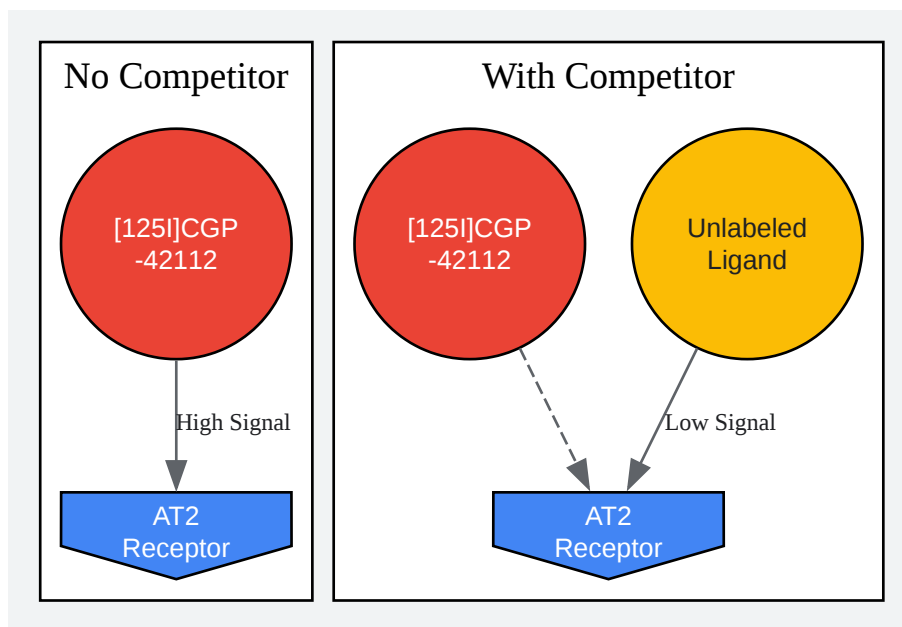 No Competitor
[125I]CGP
-42112
High Signal
AT2
Receptor
With Competitor
[125I]CGP
-42112
Unlabeled
Ligand
Low Signal
AT2
Receptor